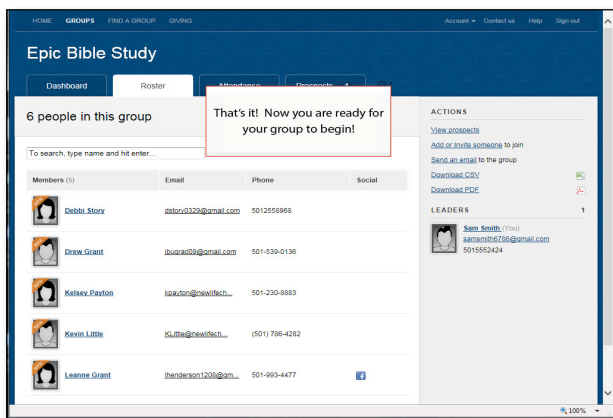 HOME GROUPS FIND A GROUP GIVING Account Contact us Help Sign out
Epic Bible Study
Dashboard Roster Attendance Prospects 1
That's it! Now you are ready for
your group to begin!
6 people in this group
To search, type name and hit enter...
Members (5) Email Phone Social
Debbi Story dstory0329@gmail.com 5012558968
Drew Grant jbugrad09@gmail.com 501-539-0136
Kelsey Payton kpayton@newlifech... 501-230-8883
Kevin Little KLittle@newlifech... (501) 786-4282
Leanne Grant lhenderson1208@gm... 501-993-4477
ACTIONS
View prospects
Add or Invite someone to join
Send an email to the group
Download CSV
Download PDF
LEADERS 1
Sam Smith (You)
samsmith6786@gmail.com
5015552424
100%